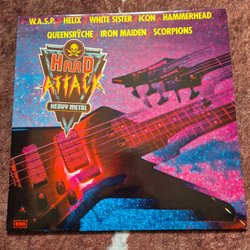 W.A.S.P. HELIX WHITE SISTER ICON HAMMERHEAD
QUEENSRŸCHE IRON MAIDEN SCORPIONS
HARD
ATTACK
HEAVY METAL
EMI